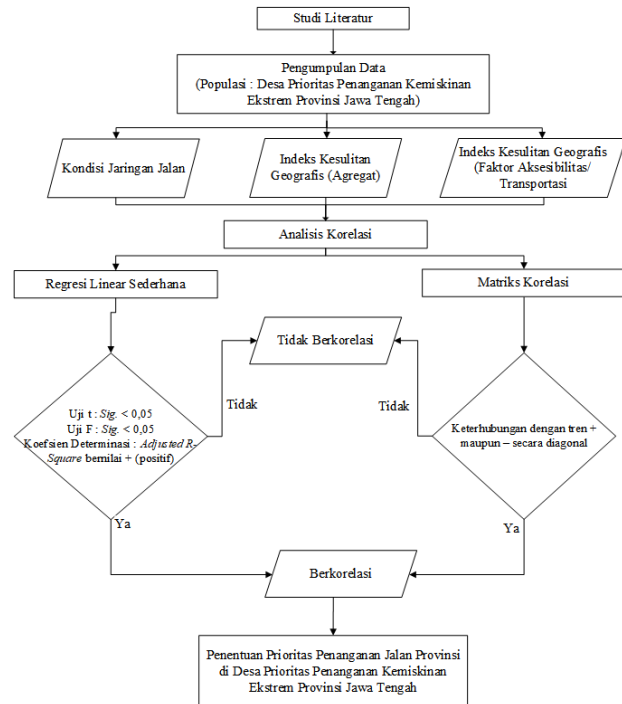 Studi Literatur
Pengumpulan Data
(Populasi : Desa Prioritas Penanganan Kemiskinan
Ekstrem Provinsi Jawa Tengah)
Kondisi Jaringan Jalan
Indeks Kesulitan
Geografis (Agregat)
Indeks Kesulitan Geografis
(Faktor Aksesibilitas/
Transportasi
Analisis Korelasi
Regresi Linear Sederhana
Matriks Korelasi
Tidak Berkorelasi
Tidak
Tidak
Uji t : Sig. < 0,05
Uji F : Sig. < 0,05
Koefsien Determinasi : Adjusted R-
Square bernilai + (positif)
Keterhubungan dengan tren +
maupun – secara diagonal
Ya
Ya
Berkorelasi
Penentuan Prioritas Penanganan Jalan Provinsi
di Desa Prioritas Penanganan Kemiskinan
Ekstrem Provinsi Jawa Tengah